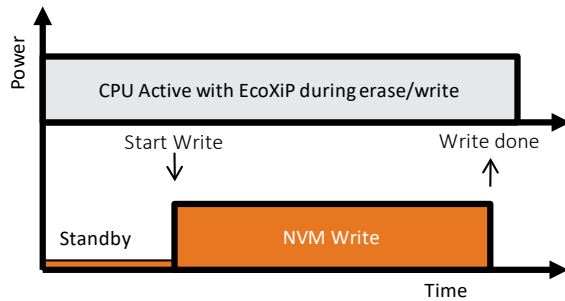 Power
CPU Active with EcoXiP during erase/write
Start Write
Write done
Standby
NVM Write
Time